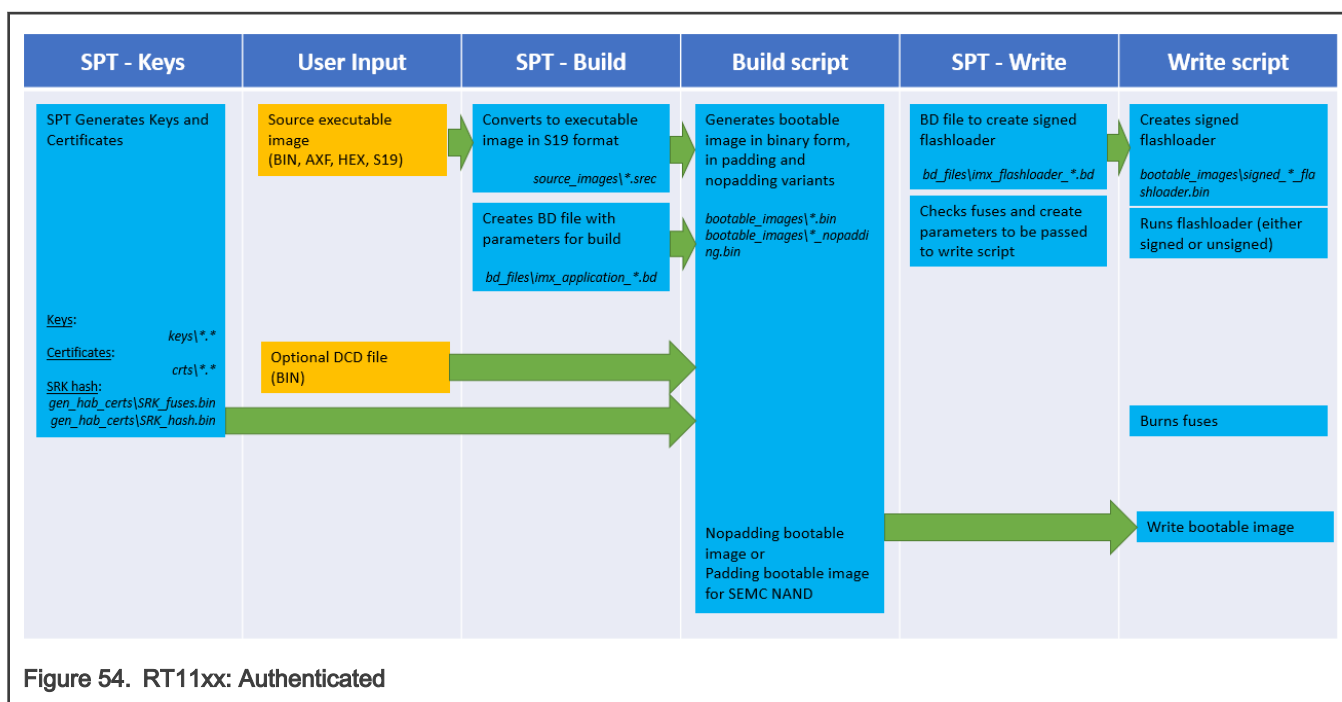 SPT - Keys
User Input
SPT - Build
Build script
SPT - Write
Write script
SPT Generates Keys and
Certificates
Keys:
keys\*.*
Certificates:
crts\*.*
SRK hash:
gen_hab_certs\SRK_fuses.bin
gen_hab_certs\SRK_hash.bin
Source executable
image
(BIN, AXF, HEX, S19)
Optional DCD file
(BIN)
Converts to executable
image in S19 format
source_images\*.srec
Creates BD file with
parameters for build
bd_files\imx_application_*.bd
Generates bootable
image in binary form,
in padding and
nopadding variants
bootable_images\*.bin
bootable_images\*_nopaddi
ng.bin
Nopadding bootable
image or
Padding bootable image
for SEMC NAND
BD file to create signed
flashloader
bd_files\imx_flashloader_*.bd
Checks fuses and create
parameters to be passed
to write script
Creates signed
flashloader
bootable_images\signed_*_fla
shloader.bin
Runs flashloader (either
signed or unsigned)
Burns fuses
Write bootable image
Figure 54. RT11xx: Authenticated